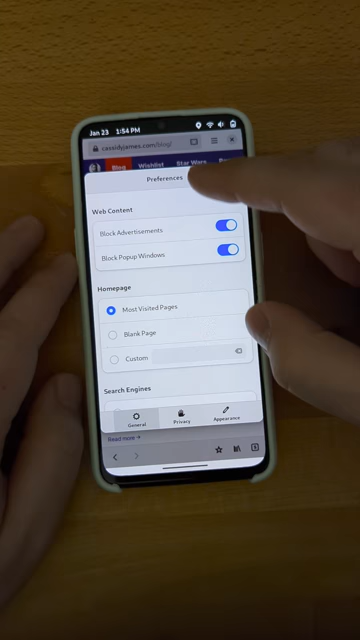 Jan 23 1:54 PM
cassidyjames.com/blog/
Blog Wishlist Star Wars
Preferences
Web Content
Block Advertisements
Block Popup Windows
Homepage
Most Visited Pages
Blank Page
Custom
Search Engines
General Privacy Appearance
Read more